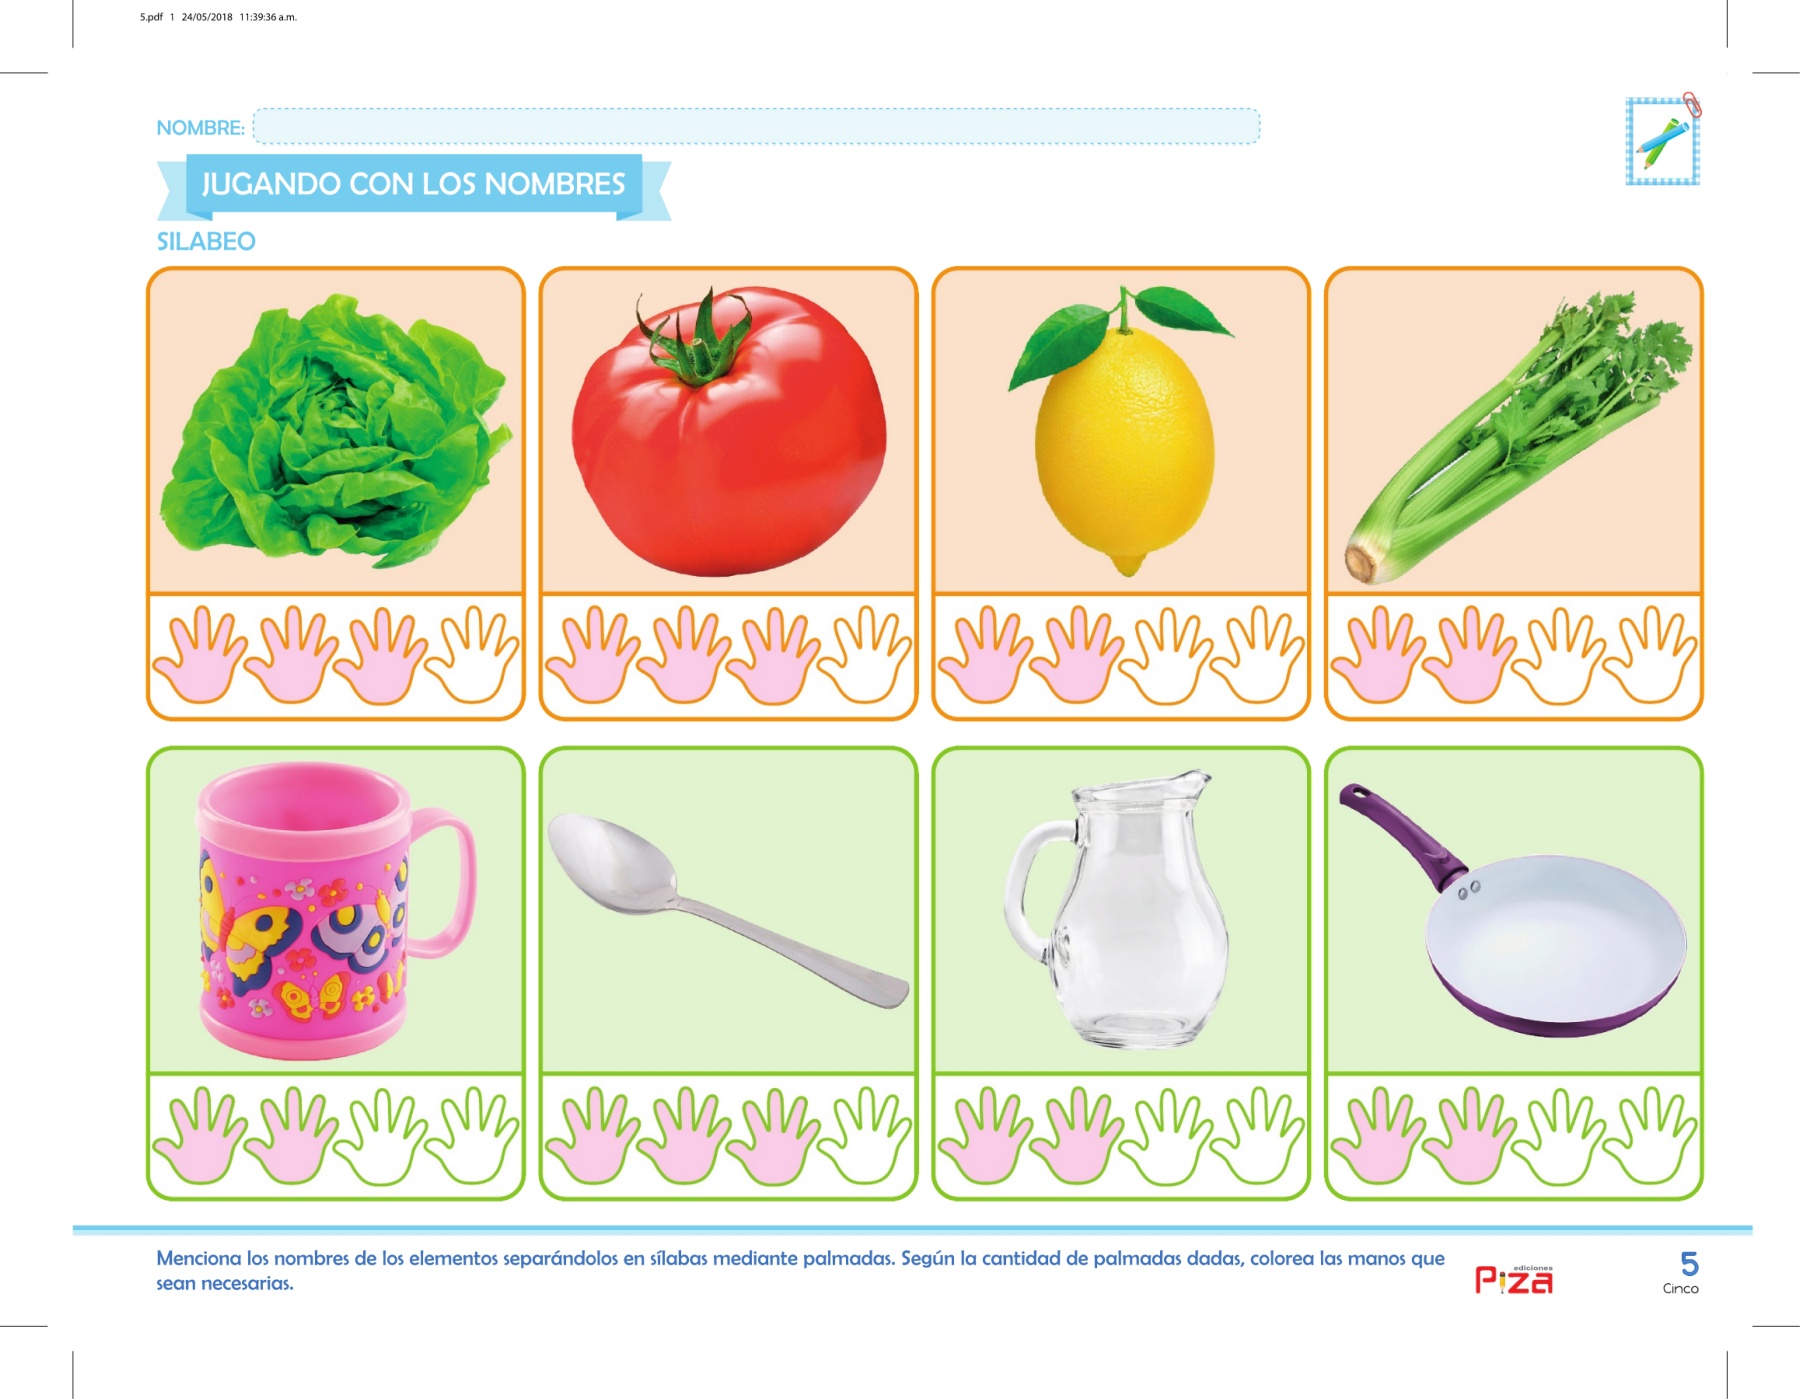 5.pdf 1 24/05/2018 11:39:36 a.m.
NOMBRE:
JUGANDO CON LOS NOMBRES
SILABEO
Menciona los nombres de los elementos separándolos en sílabas mediante palmadas. Según la cantidad de palmadas dadas, colorea las manos que
sean necesarias.
ediciones
Piza
5
Cinco